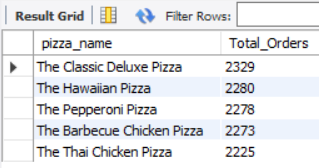 Result Grid Filter Rows:
pizza_name Total_Orders
The Classic Deluxe Pizza 2329
The Hawaiian Pizza 2280
The Pepperoni Pizza 2278
The Barbecue Chicken Pizza 2273
The Thai Chicken Pizza 2225